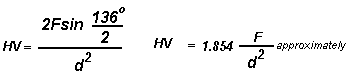 HV = 2Fsin 136°/2 / d² HV = 1.854 F/d² approximately